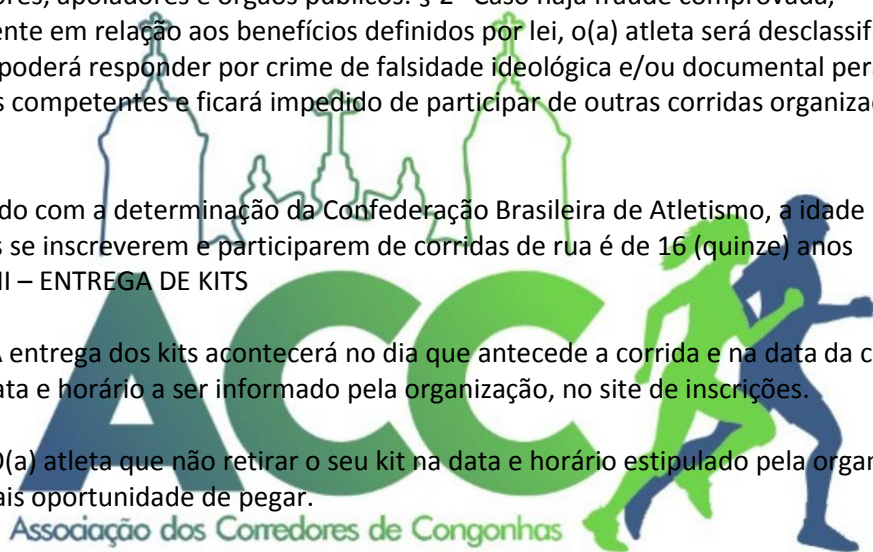 ores, apoiadores e órgãos públicos. § 2º Caso haja fraude comprovada,
ente em relação aos benefícios definidos por lei, o(a) atleta será desclassif
poderá responder por crime de falsidade ideológica e/ou documental pera
s competentes e ficará impedido de participar de outras corridas organiza
do com a determinação da Confederação Brasileira de Atletismo, a idade
s se inscreverem e participarem de corridas de rua é de 16 (quinze) anos
II – ENTREGA DE KITS
A entrega dos kits acontecerá no dia que antecede a corrida e na data da c
ata e horário a ser informado pela organização, no site de inscrições.
O(a) atleta que não retirar o seu kit na data e horário estipulado pela organ
ais oportunidade de pegar.
ACC
Associação dos Corredores de Congonhas